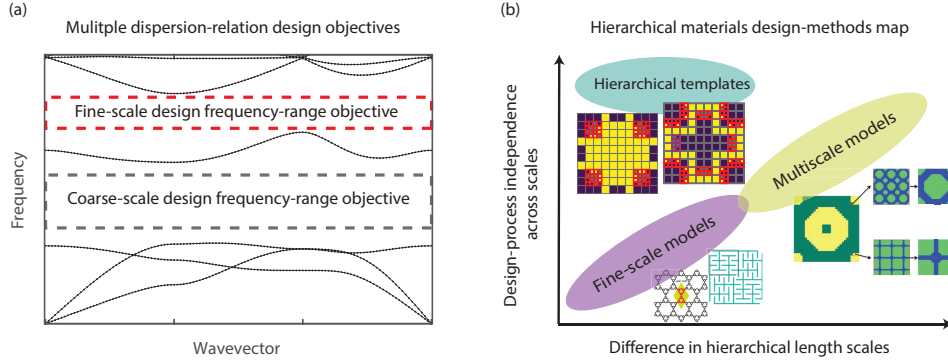 (a)
Mulitple dispersion-relation design objectives
Fine-scale design frequency-range objective
Coarse-scale design frequency-range objective
Frequency
Wavevector
(b)
Hierarchical materials design-methods map
Hierarchical templates
Multiscale models
Fine-scale models
Design-process independence
across scales
Difference in hierarchical length scales